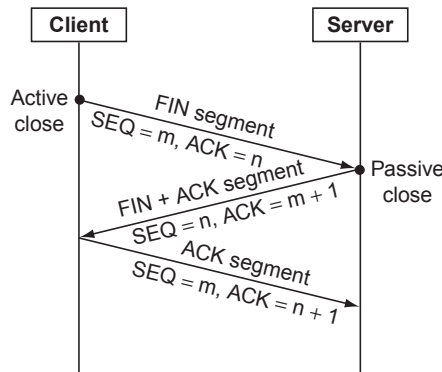 Client
Server
Active
close
FIN segment
SEQ = m, ACK = n
Passive
close
FIN + ACK segment
SEQ = n, ACK = m + 1
ACK segment
SEQ = m, ACK = n + 1